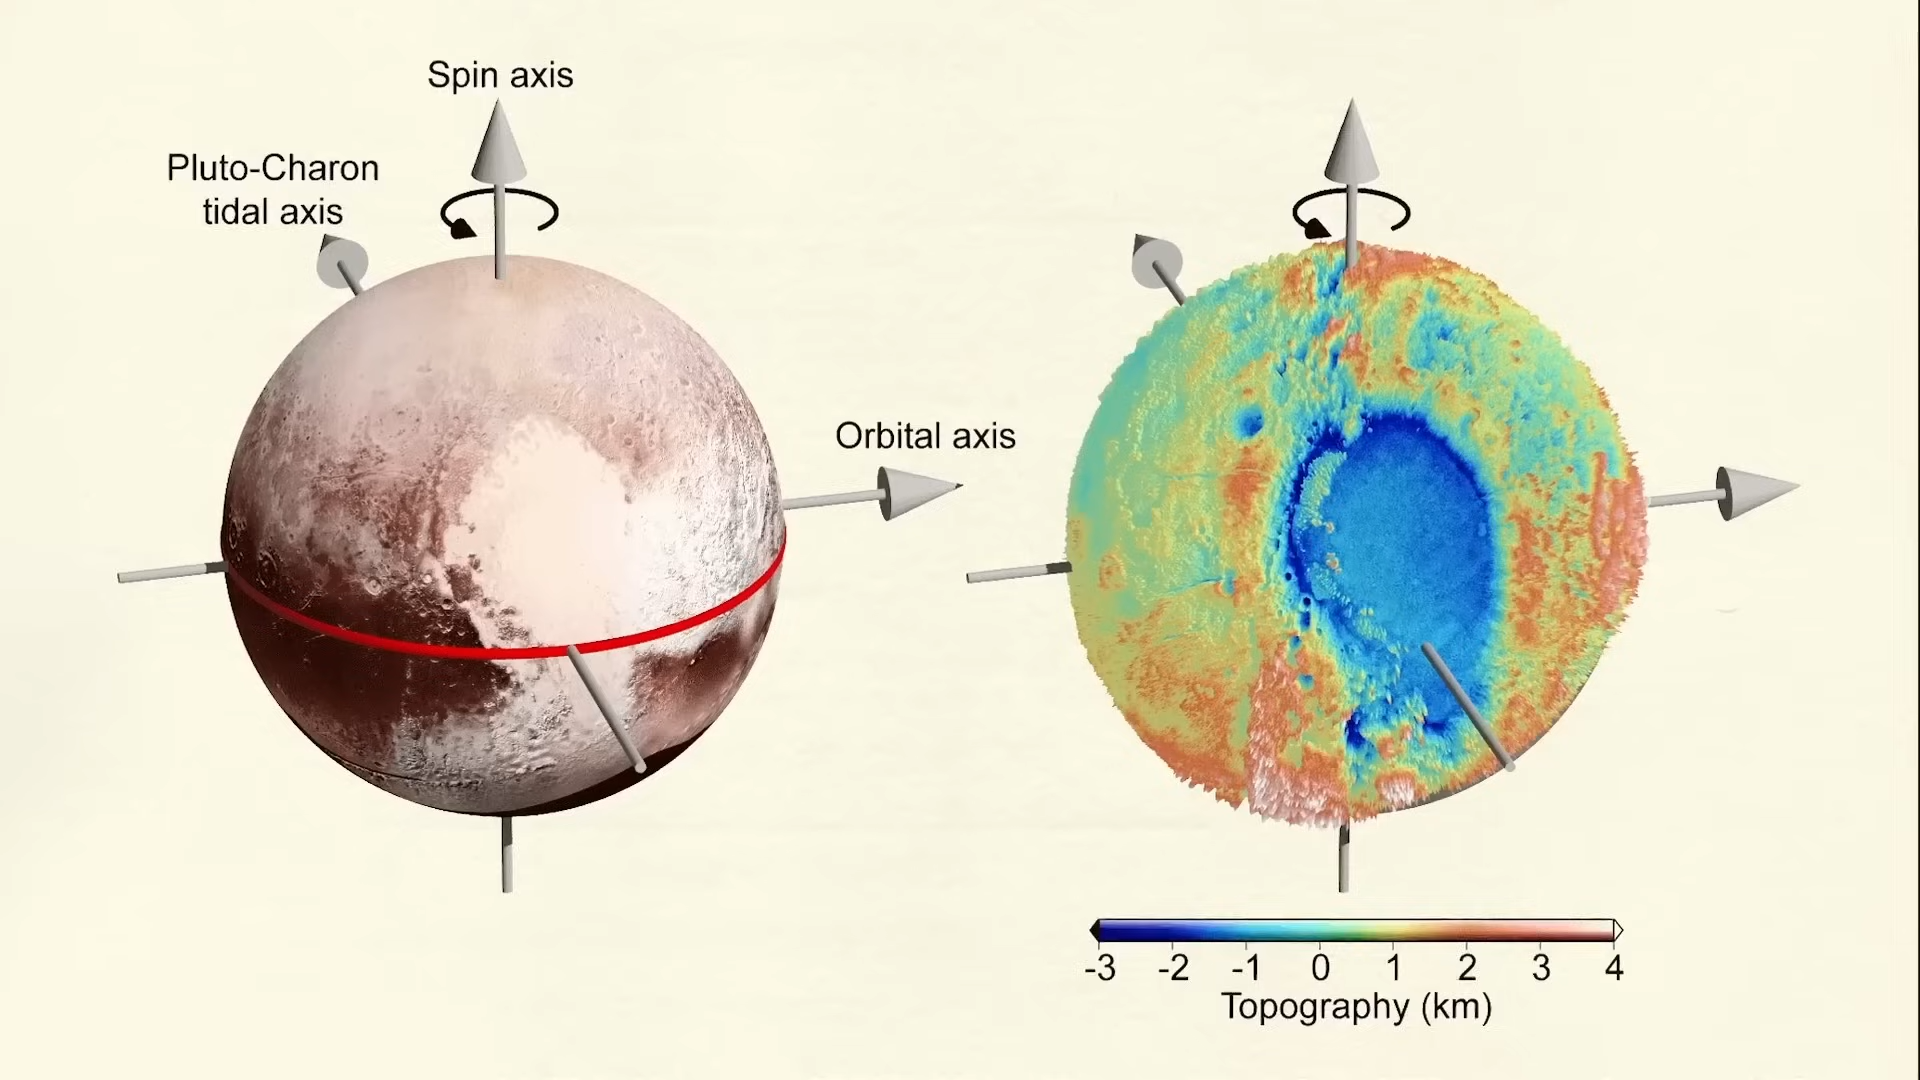 Spin axis
Pluto-Charon
tidal axis
Orbital axis
-3 -2 -1 0 1 2 3 4
Topography (km)